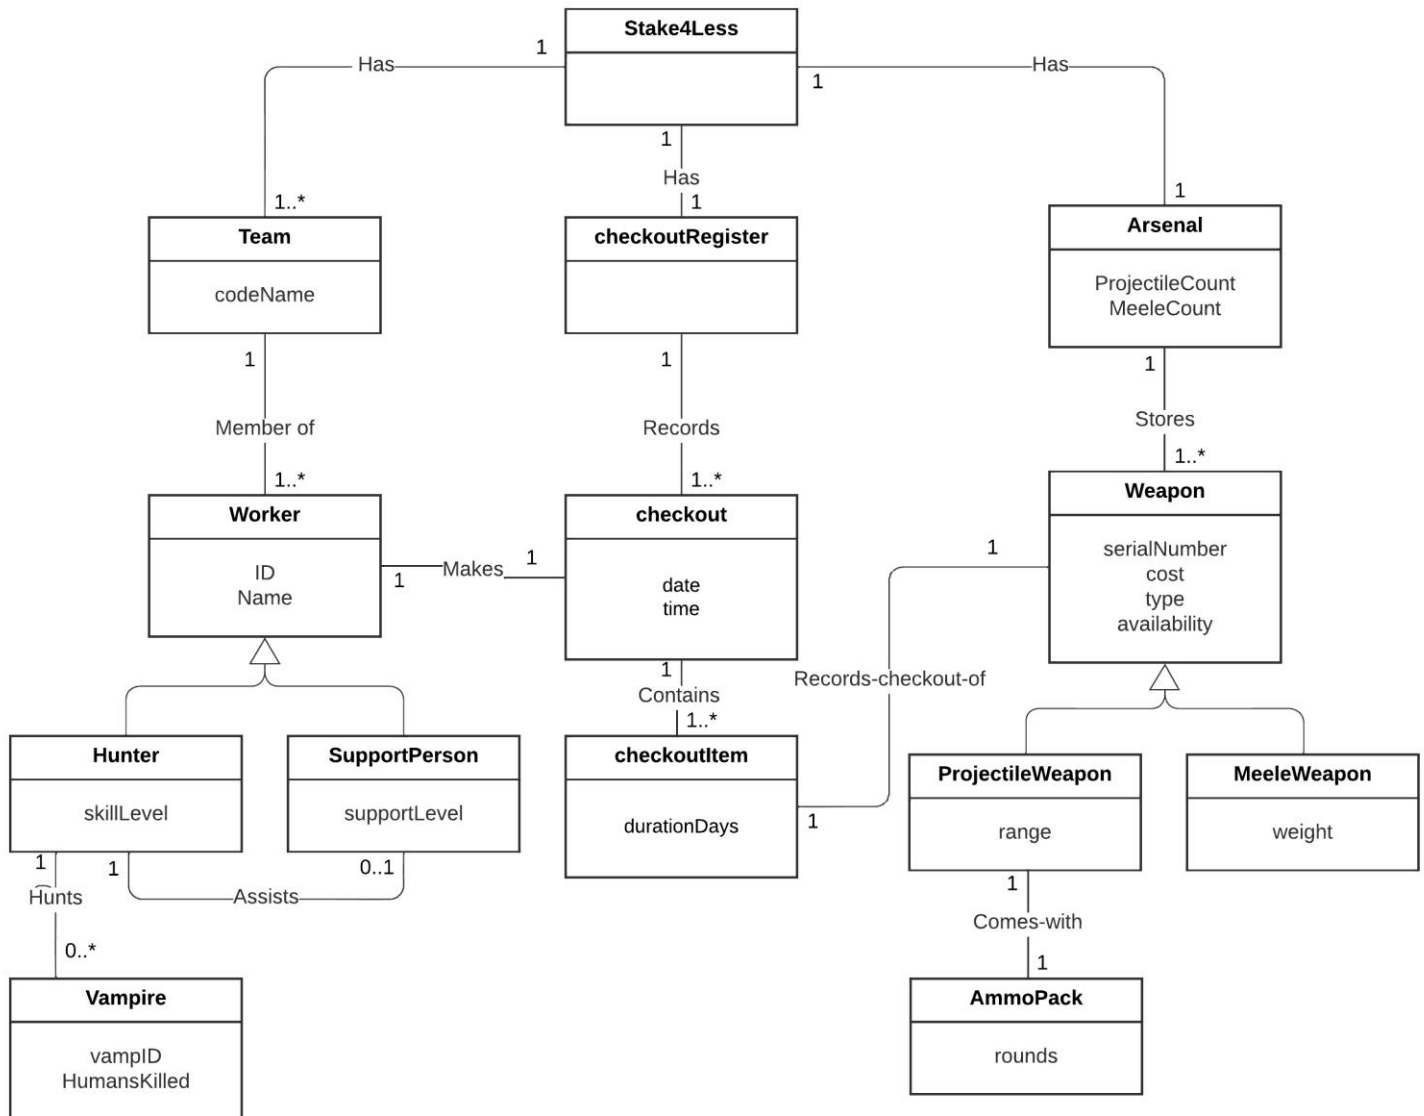 Stake4Less
1
Has
1
Has
1
1
Has
1..*
1
1
Team
codeName
checkoutRegister
Arsenal
ProjectileCount
MeeleCount
1
1
1
Member of
Records
Stores
1..*
1..*
1..*
Worker
ID
Name
1
Makes
1
checkout
date
time
Weapon
serialNumber
cost
type
availability
1
1
Contains
1..*
Records-checkout-of
Hunter
skillLevel
SupportPerson
supportLevel
checkoutItem
durationDays
1
ProjectileWeapon
range
MeeleWeapon
weight
1
1
0..1
Hunts
Assists
1
Comes-with
0..*
1
Vampire
vampID
HumansKilled
AmmoPack
rounds